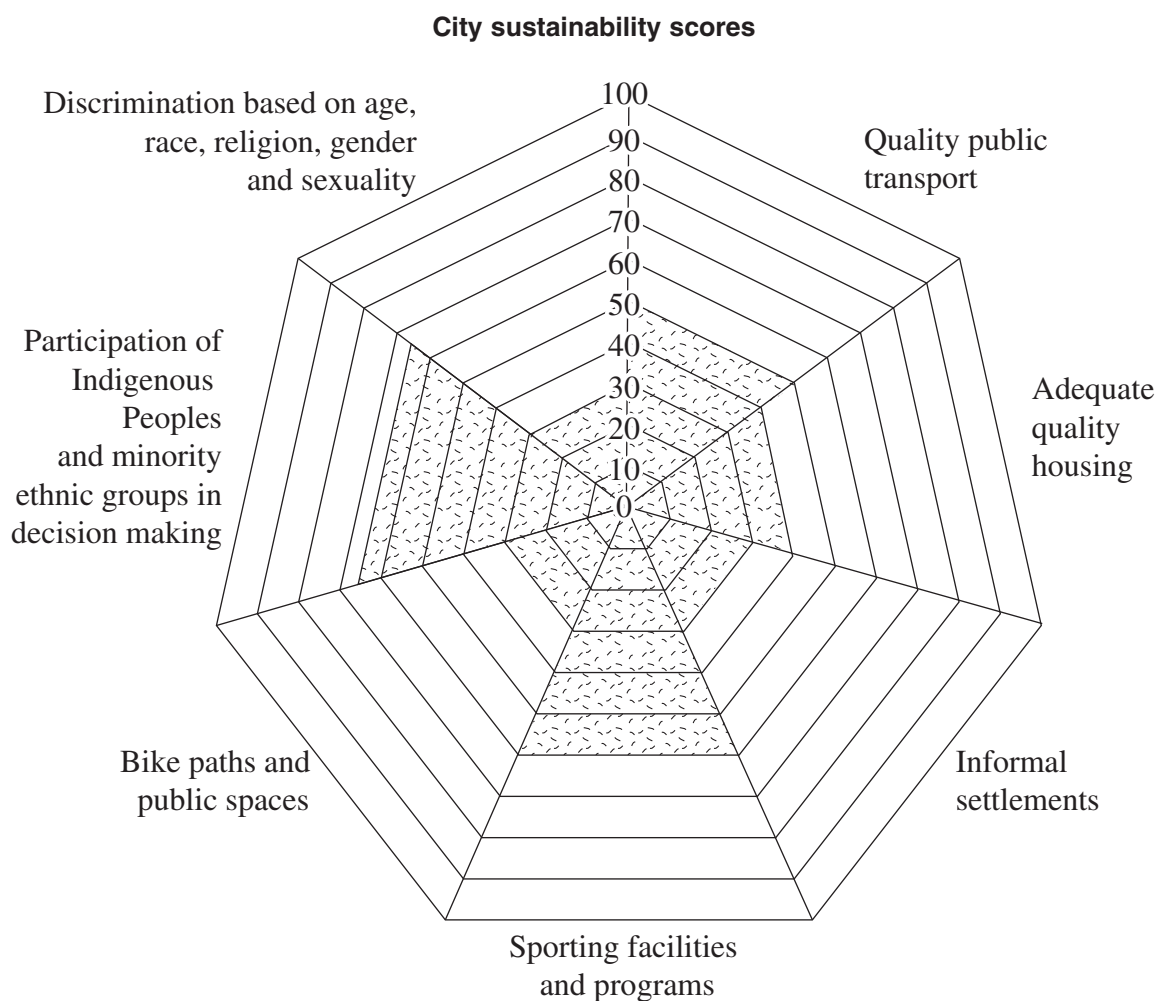 City sustainability scores
Discrimination based on age,
race, religion, gender
and sexuality
100
90
80
70
60
50
40
30
20
10
0
Quality public
transport
Adequate
quality
housing
Informal
settlements
Sporting facilities
and programs
Bike paths and
public spaces
Participation of
Indigenous
Peoples
and minority
ethnic groups in
decision making